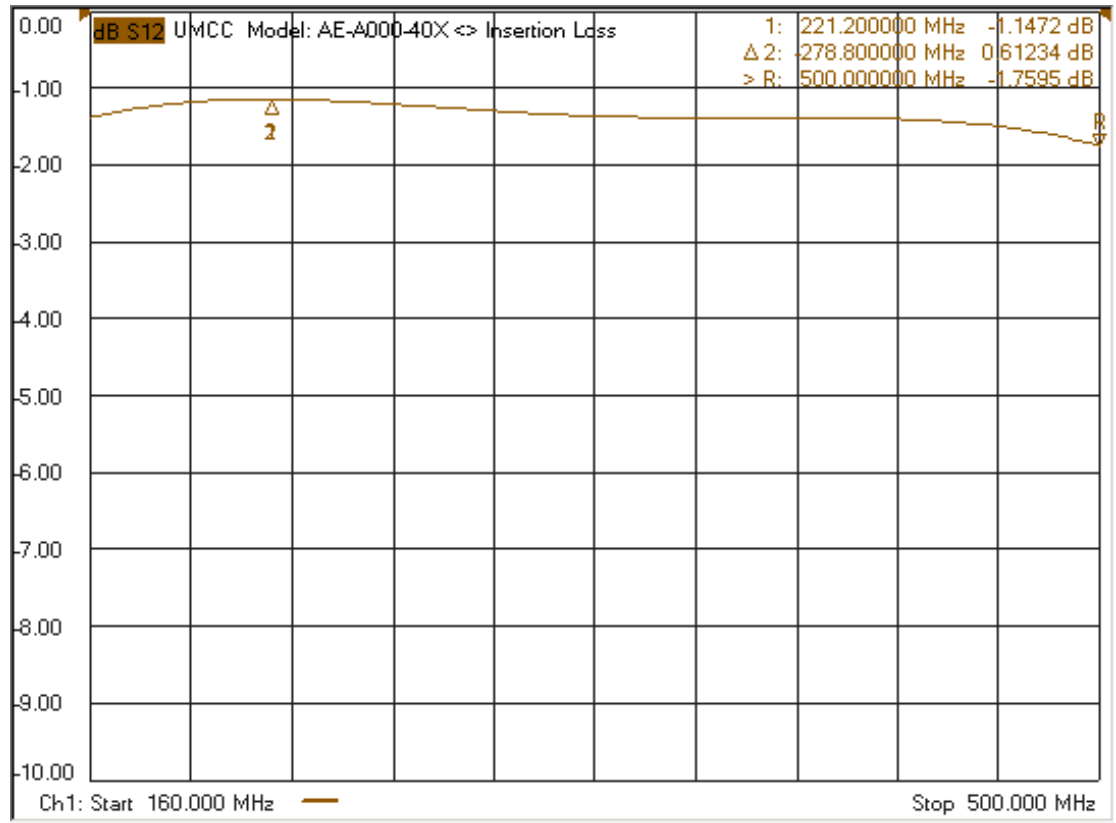 0.00
dB S12 UMCC Model: AE-A000-40X <> Insertion Loss
1: 221.200000 MHz -1.1472 dB
Δ 2: -278.800000 MHz 0.61234 dB
> R: 500.000000 MHz -1.7595 dB
-1.00
R
2
-2.00
-3.00
-4.00
-5.00
-6.00
-7.00
-8.00
-9.00
-10.00
Ch1: Start 160.000 MHz
Stop 500.000 MHz